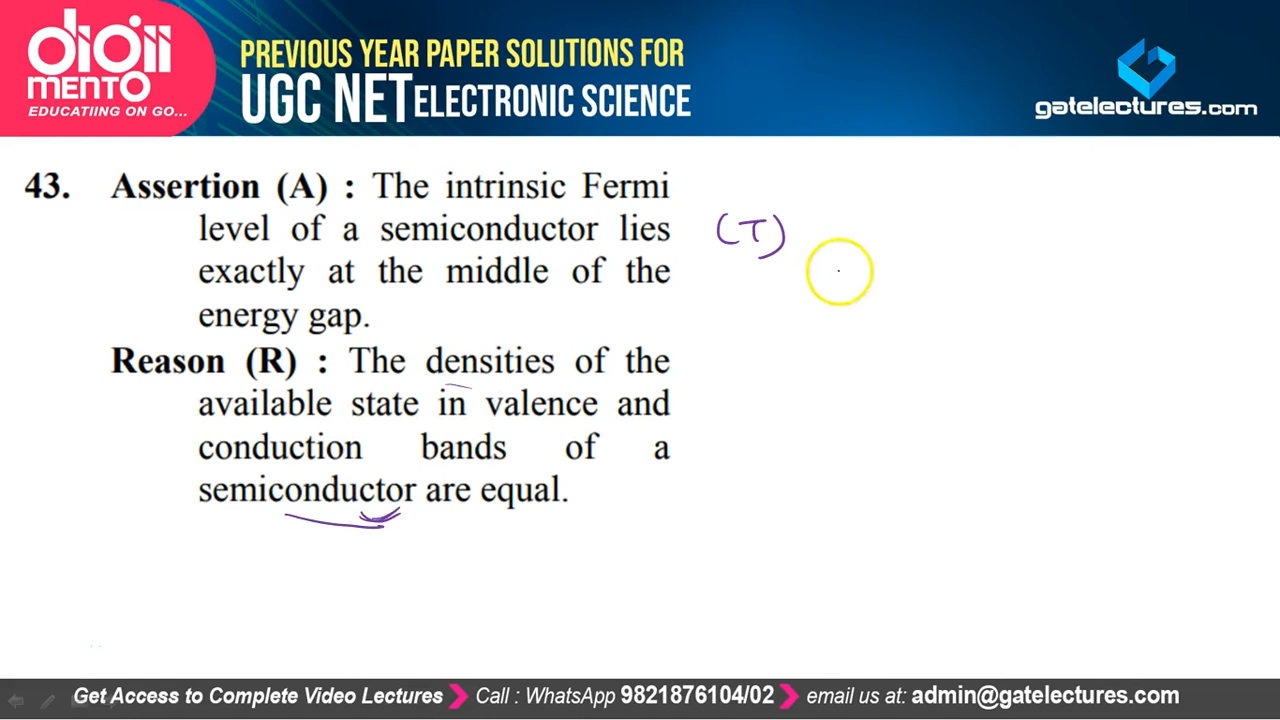 digii
MENTO
EDUCATIING ON GO...
PREVIOUS YEAR PAPER SOLUTIONS FOR
UGC NET ELECTRONIC SCIENCE
gatelectures.com
43. Assertion (A) : The intrinsic Fermi
level of a semiconductor lies
exactly at the middle of the
energy gap.
(T)
Reason (R) : The densities of the
available state in valence and
conduction bands of a
semiconductor are equal.
Get Access to Complete Video Lectures Call : WhatsApp 9821876104/02 email us at: admin@gatelectures.com